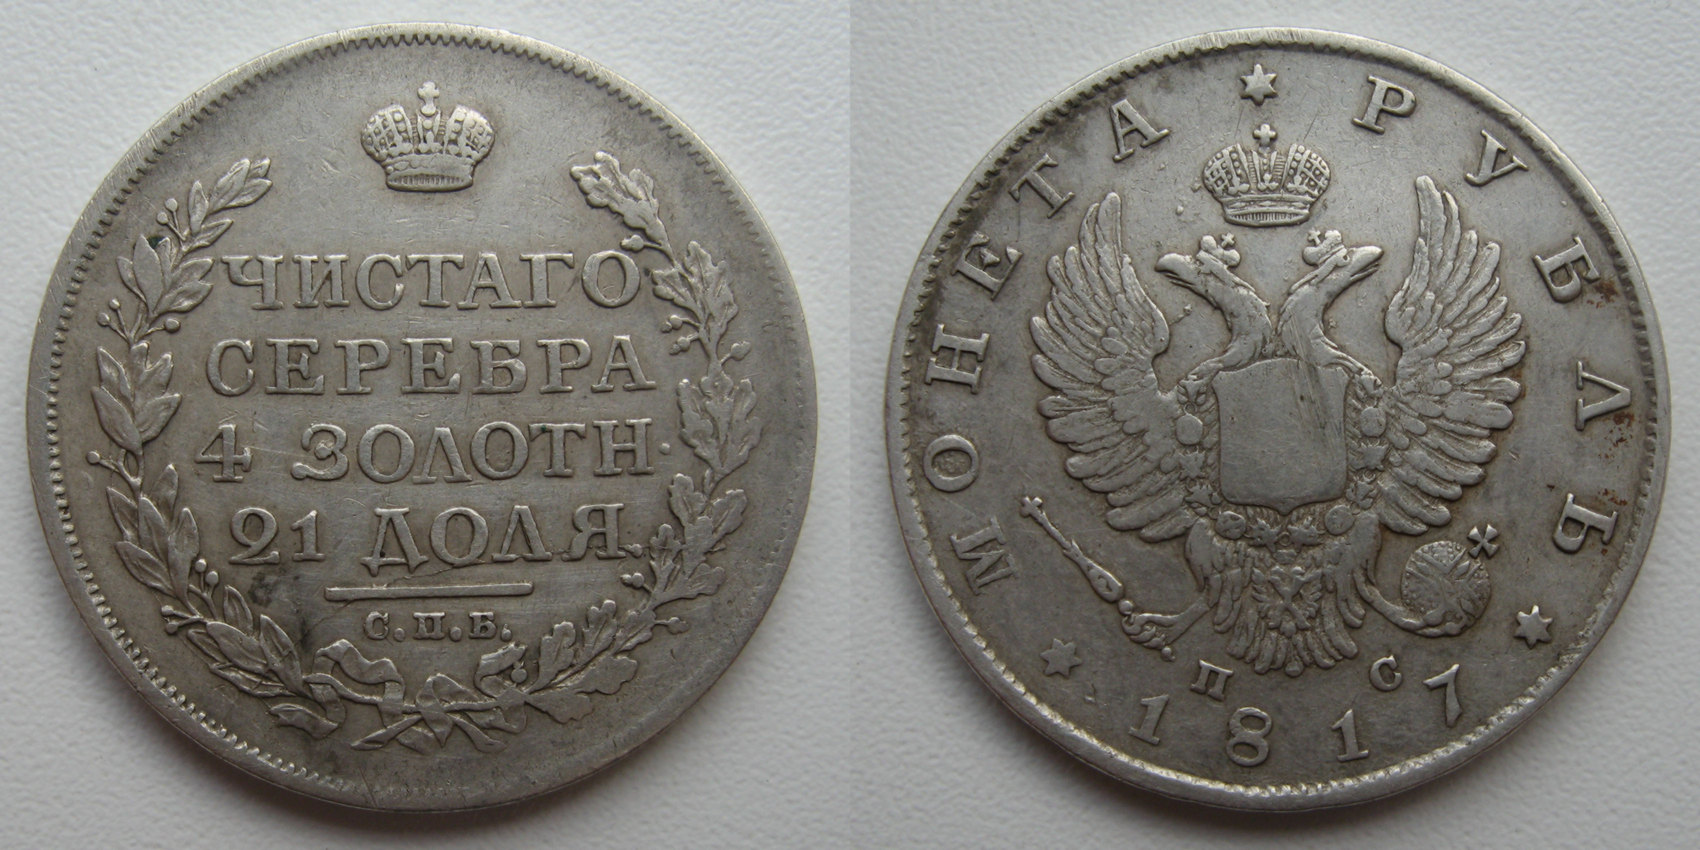 ЧИСТАГО
СЕРЕБРА
4 ЗОЛОТН.
21 ДОЛЯ
С.П.Б.
МОНЕТА РУБЛЬ
П С
1817